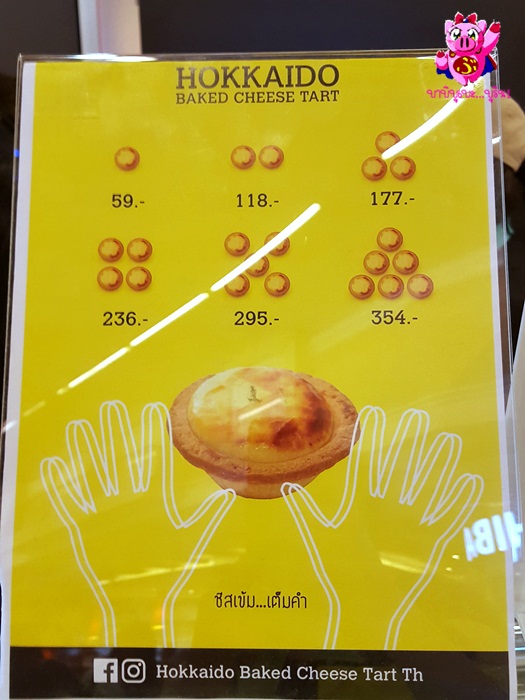 HOKKAIDO
BAKED CHEESE TART
59.-
118.-
177.-
236.-
295.-
354.-
ชีสเข้ม...เต็มคำ
Hokkaido Baked Cheese Tart Th